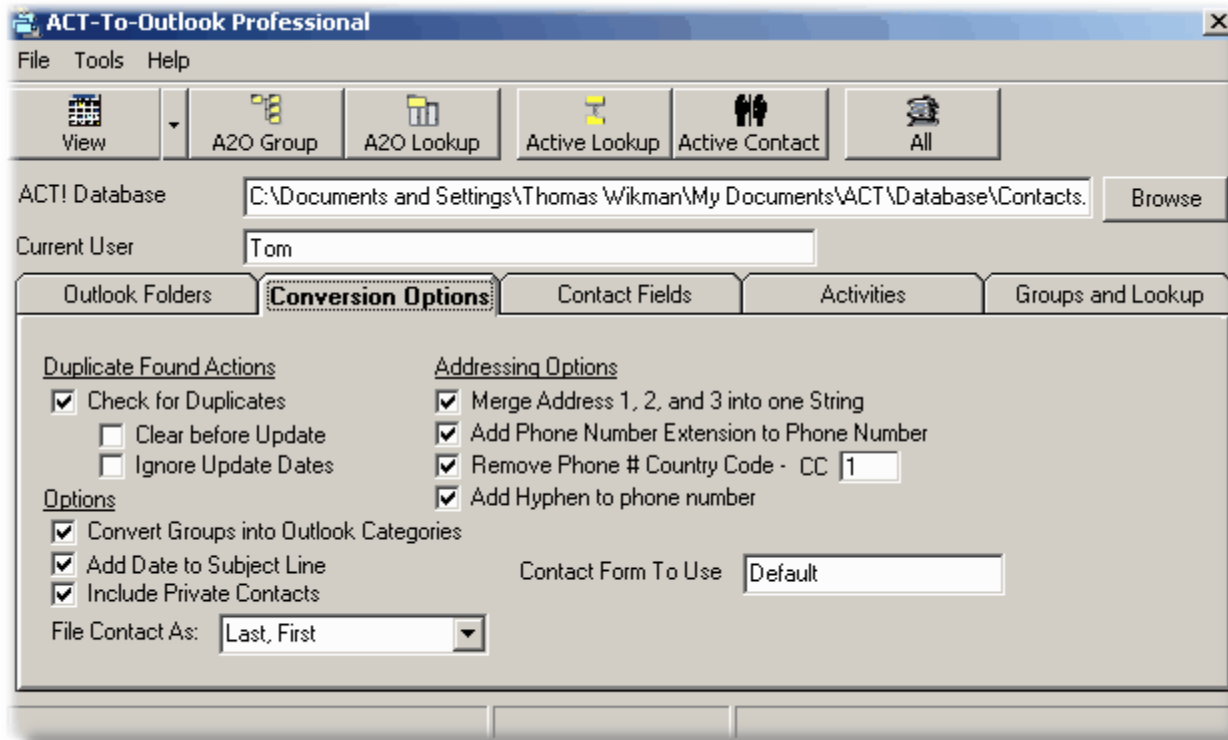 ACT-To-Outlook Professional
File Tools Help
View A2O Group A2O Lookup Active Lookup Active Contact All
ACT! Database C:\Documents and Settings\Thomas Wikman\My Documents\ACT\Database\Contacts. Browse
Current User Tom
Outlook Folders Conversion Options Contact Fields Activities Groups and Lookup
Duplicate Found Actions Addressing Options
Check for Duplicates Merge Address 1, 2, and 3 into one String
Clear before Update Add Phone Number Extension to Phone Number
Ignore Update Dates Remove Phone # Country Code - CC 1
Options Add Hyphen to phone number
Convert Groups into Outlook Categories
Add Date to Subject Line Contact Form To Use Default
Include Private Contacts
File Contact As: Last, First